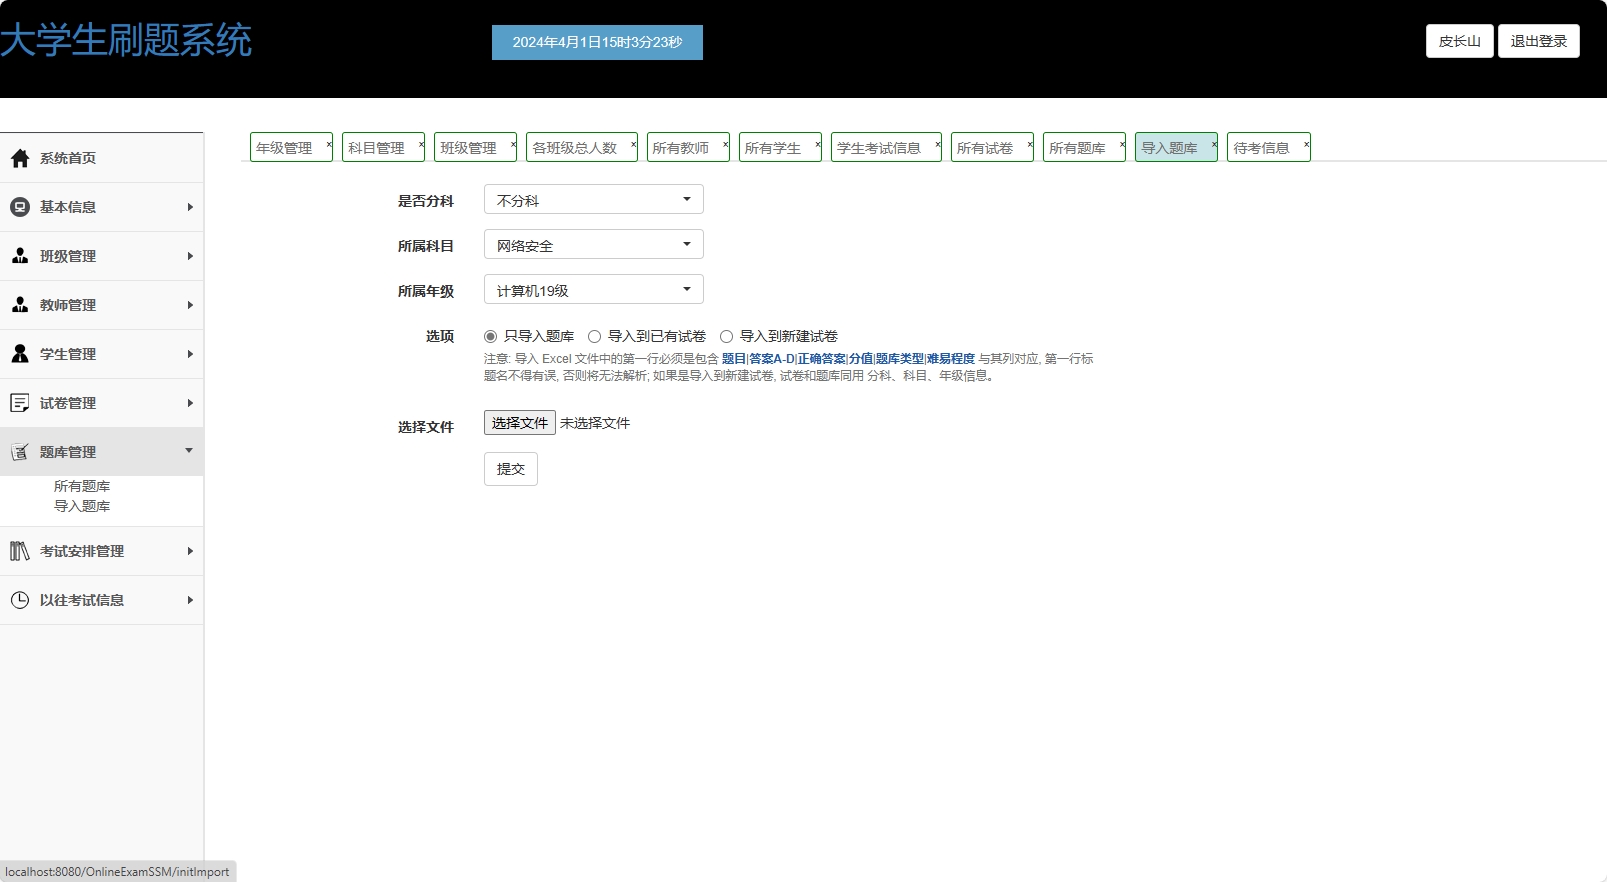 大学生刷题系统
2024年4月1日15时3分23秒
皮长山 退出登录
年级管理 × 科目管理 × 班级管理 × 各班级总人数 × 所有教师 × 所有学生 × 学生考试信息 × 所有试卷 × 所有题库 × 导入题库 × 待考信息 ×
系统首页
基本信息
班级管理
教师管理
学生管理
试卷管理
题库管理
所有题库
导入题库
考试安排管理
以往考试信息
是否分科 不分科
所属科目 网络安全
所属年级 计算机19级
选项 只导入题库 导入到已有试卷 导入到新建试卷
注意: 导入 Excel 文件中的第一行必须是包含 题目|答案A-D|正确答案|分值|题库类型|难易程度 与其列对应, 第一行标
题名不得有误, 否则将无法解析; 如果是导入到新建试卷, 试卷和题库同用 分科、科目、年级信息。
选择文件 选择文件 未选择文件
提交
localhost:8080/OnlineExamSSM/initImport